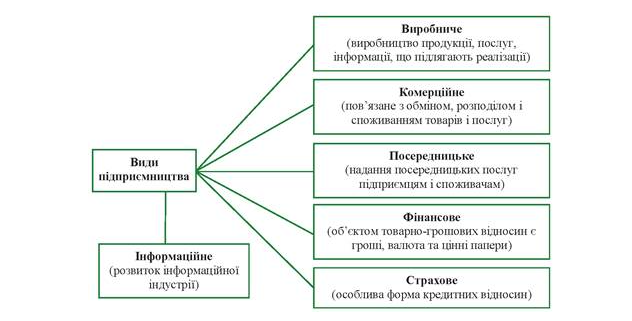 Види
підприємництва
Виробниче
(виробництво продукції, послуг,
інформації, що підлягають реалізації)
Комерційне
(пов’язане з обміном, розподілом і
споживанням товарів і послуг)
Посередницьке
(надання посередницьких послуг
підприємцям і споживачам)
Фінансове
(об’єктом товарно-грошових відносин є
гроші, валюта та цінні папери)
Страхове
(особлива форма кредитних відносин)
Інформаційне
(розвиток інформаційної
індустрії)